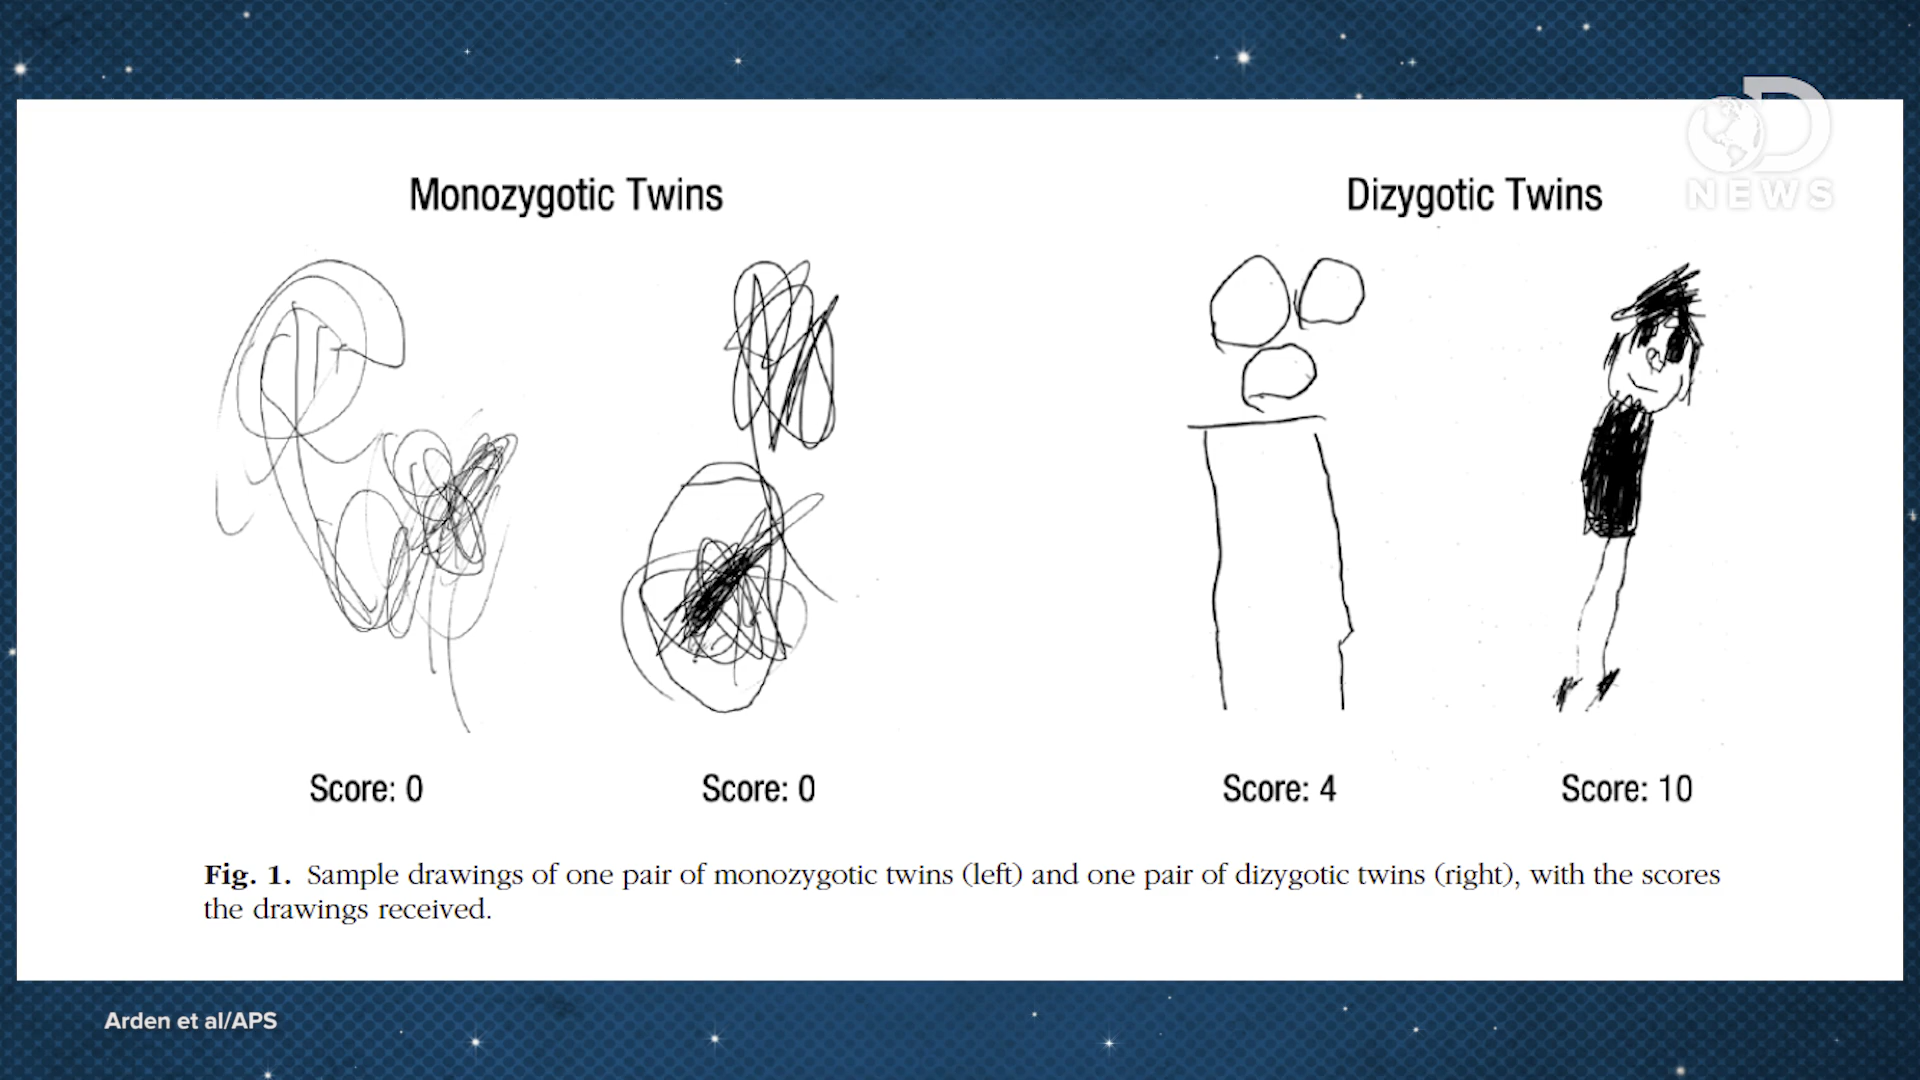 D
NEWS
Monozygotic Twins
Dizygotic Twins
Score: 0
Score: 0
Score: 4
Score: 10
Fig. 1. Sample drawings of one pair of monozygotic twins (left) and one pair of dizygotic twins (right), with the scores
the drawings received.
Arden et al/APS